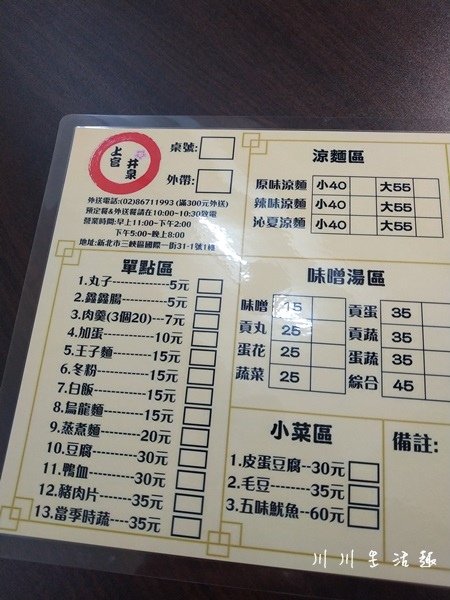 上宮
井泉
桌號:
外帶:
外送電話:(02)86711993 (滿300元外送)
預定餐&外送餐請在10:00~10:30致電
營業時間:早上11:00~下午2:00
下午5:00~晚上8:00
地址:新北市三峽區國際一街31-1號1樓
單點區
1.丸子--------5元
2.鑫鑫腸---------5元
3.肉羹(3個20)---7元
4.加蛋----------10元
5.王子麵--------15元
6.冬粉----------15元
7.白飯----------15元
8.烏龍麵--------15元
9.蒸煮麵------20元
10.豆腐--------30元
11.鴨血--------30元
12.豬肉片------35元
13.當季時蔬----35元
涼麵區
原味涼麵 小40 大55
辣味涼麵 小40 大55
沁夏涼麵 小40 大55
味噌湯區
味噌 15 貢蛋 35
貢丸 25 貢蔬 35
蛋花 25 蛋蔬 35
蔬菜 25 綜合 45
小菜區
1.皮蛋豆腐--30元
2.毛豆------35元
3.五味魷魚--60元
備註:
川川生活趣